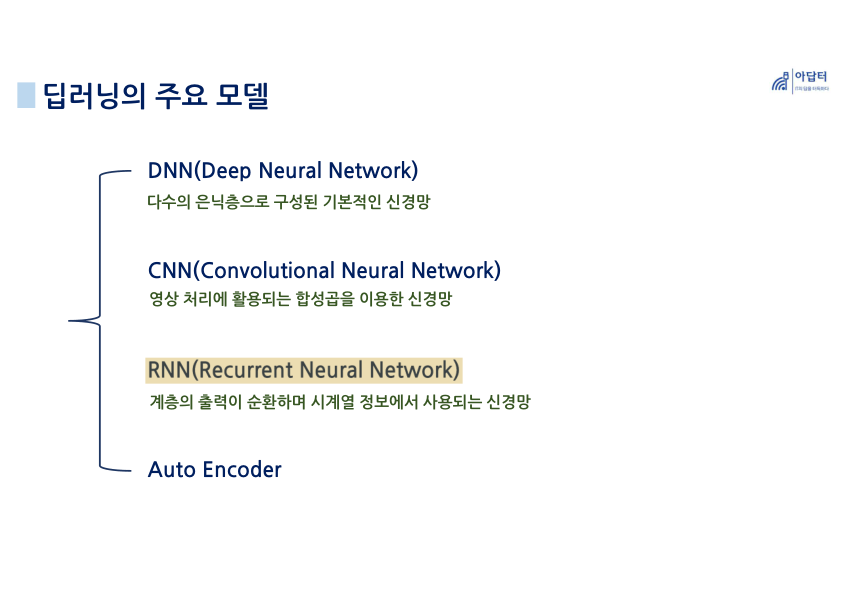 딥러닝의 주요 모델
아답터
DNN(Deep Neural Network)
다수의 은닉층으로 구성된 기본적인 신경망
CNN(Convolutional Neural Network)
영상 처리에 활용되는 합성곱을 이용한 신경망
RNN(Recurrent Neural Network)
계층의 출력이 순환하며 시계열 정보에서 사용되는 신경망
Auto Encoder